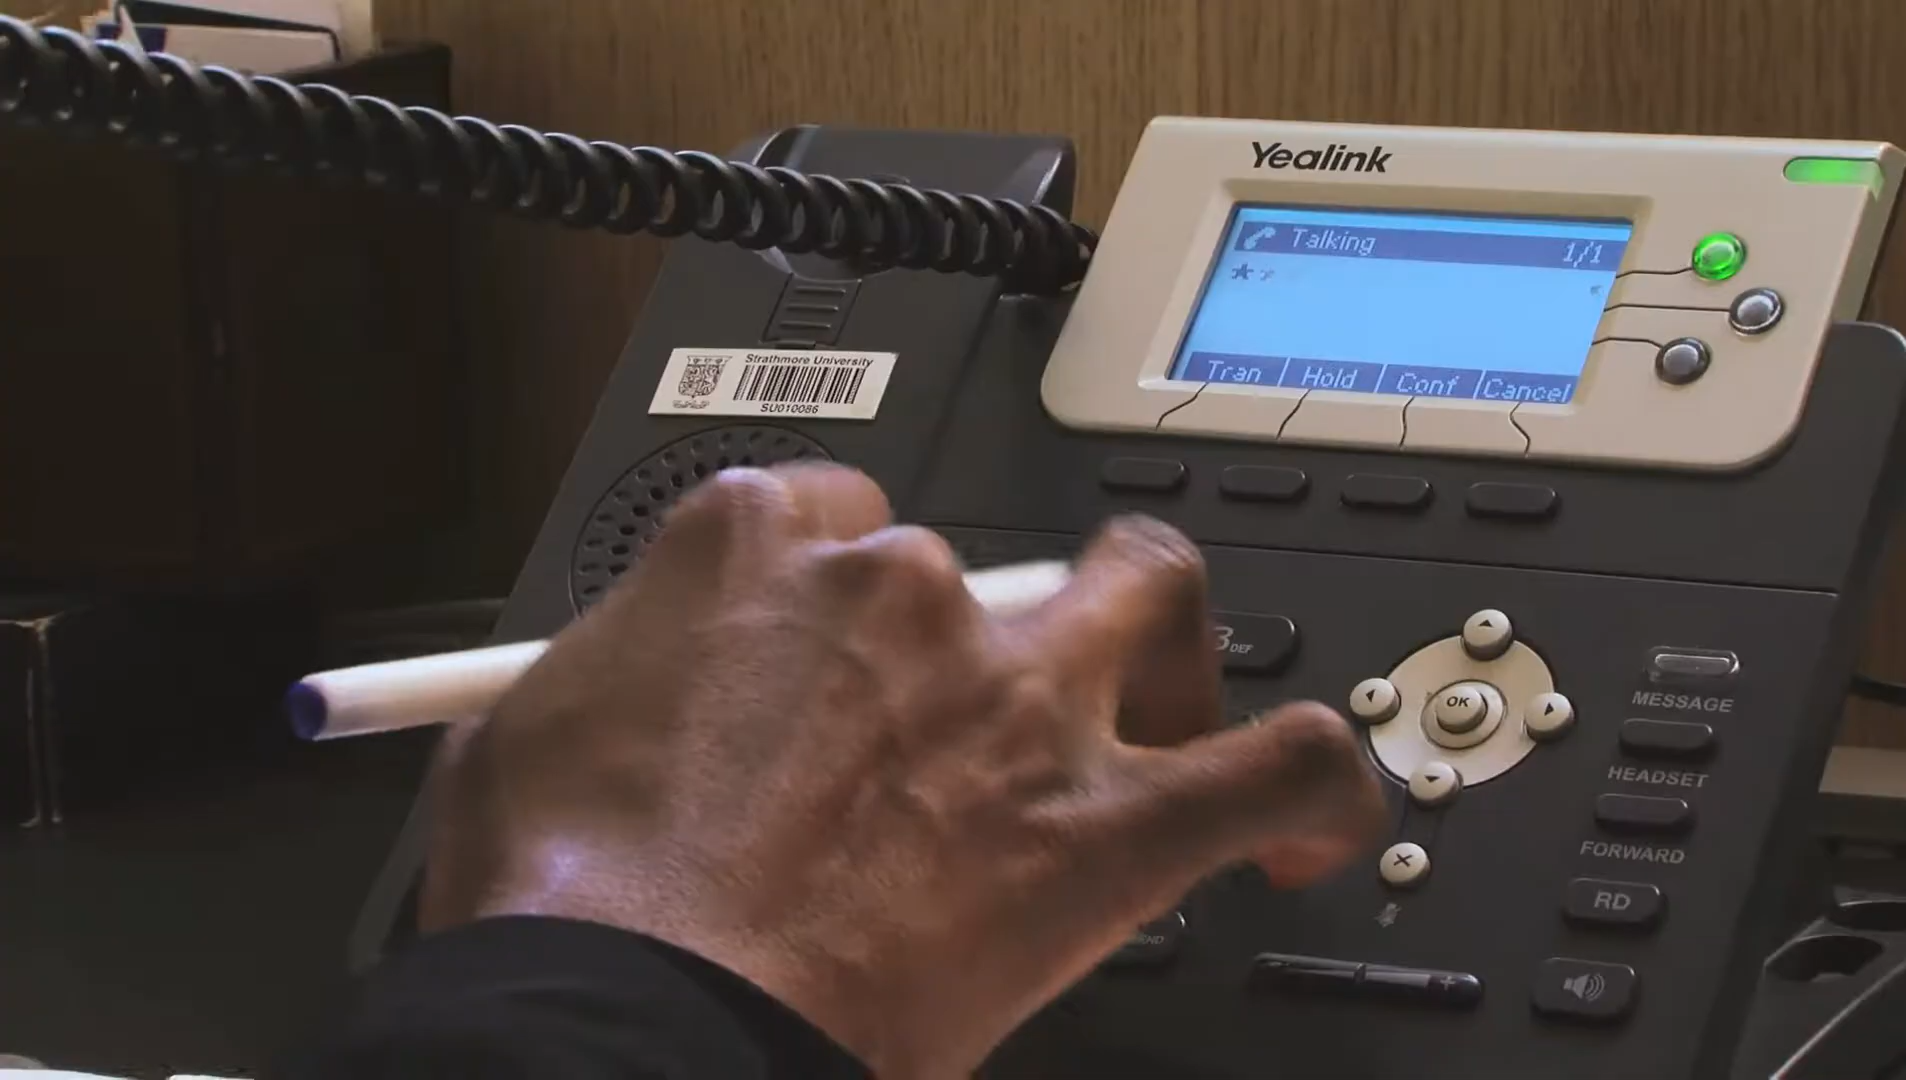 Yealink
Talking 1/1
Tran Hold Conf Cancel
Strathmore University
SU010086
3 DEF
OK
MESSAGE
HEADSET
FORWARD
RD